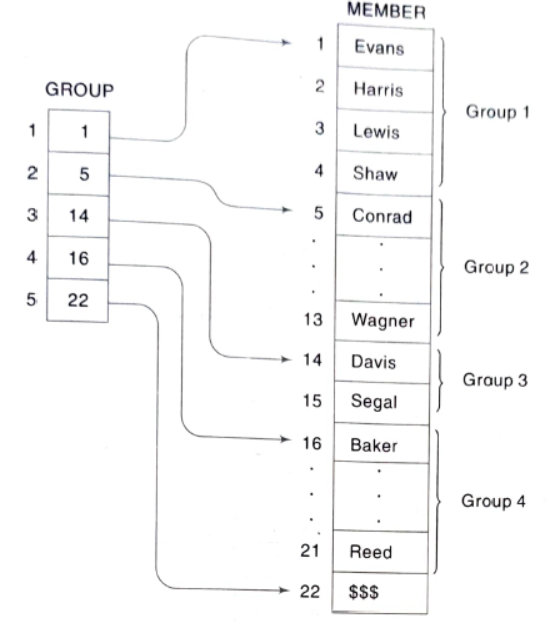 MEMBER
1 Evans
2 Harris
3 Lewis
4 Shaw
Group 1
GROUP
1 1
2 5
3 14
4 16
5 22
5 Conrad
. .
. .
. .
13 Wagner
Group 2
14 Davis
15 Segal
Group 3
16 Baker
. .
. .
. .
21 Reed
Group 4
22 $$$